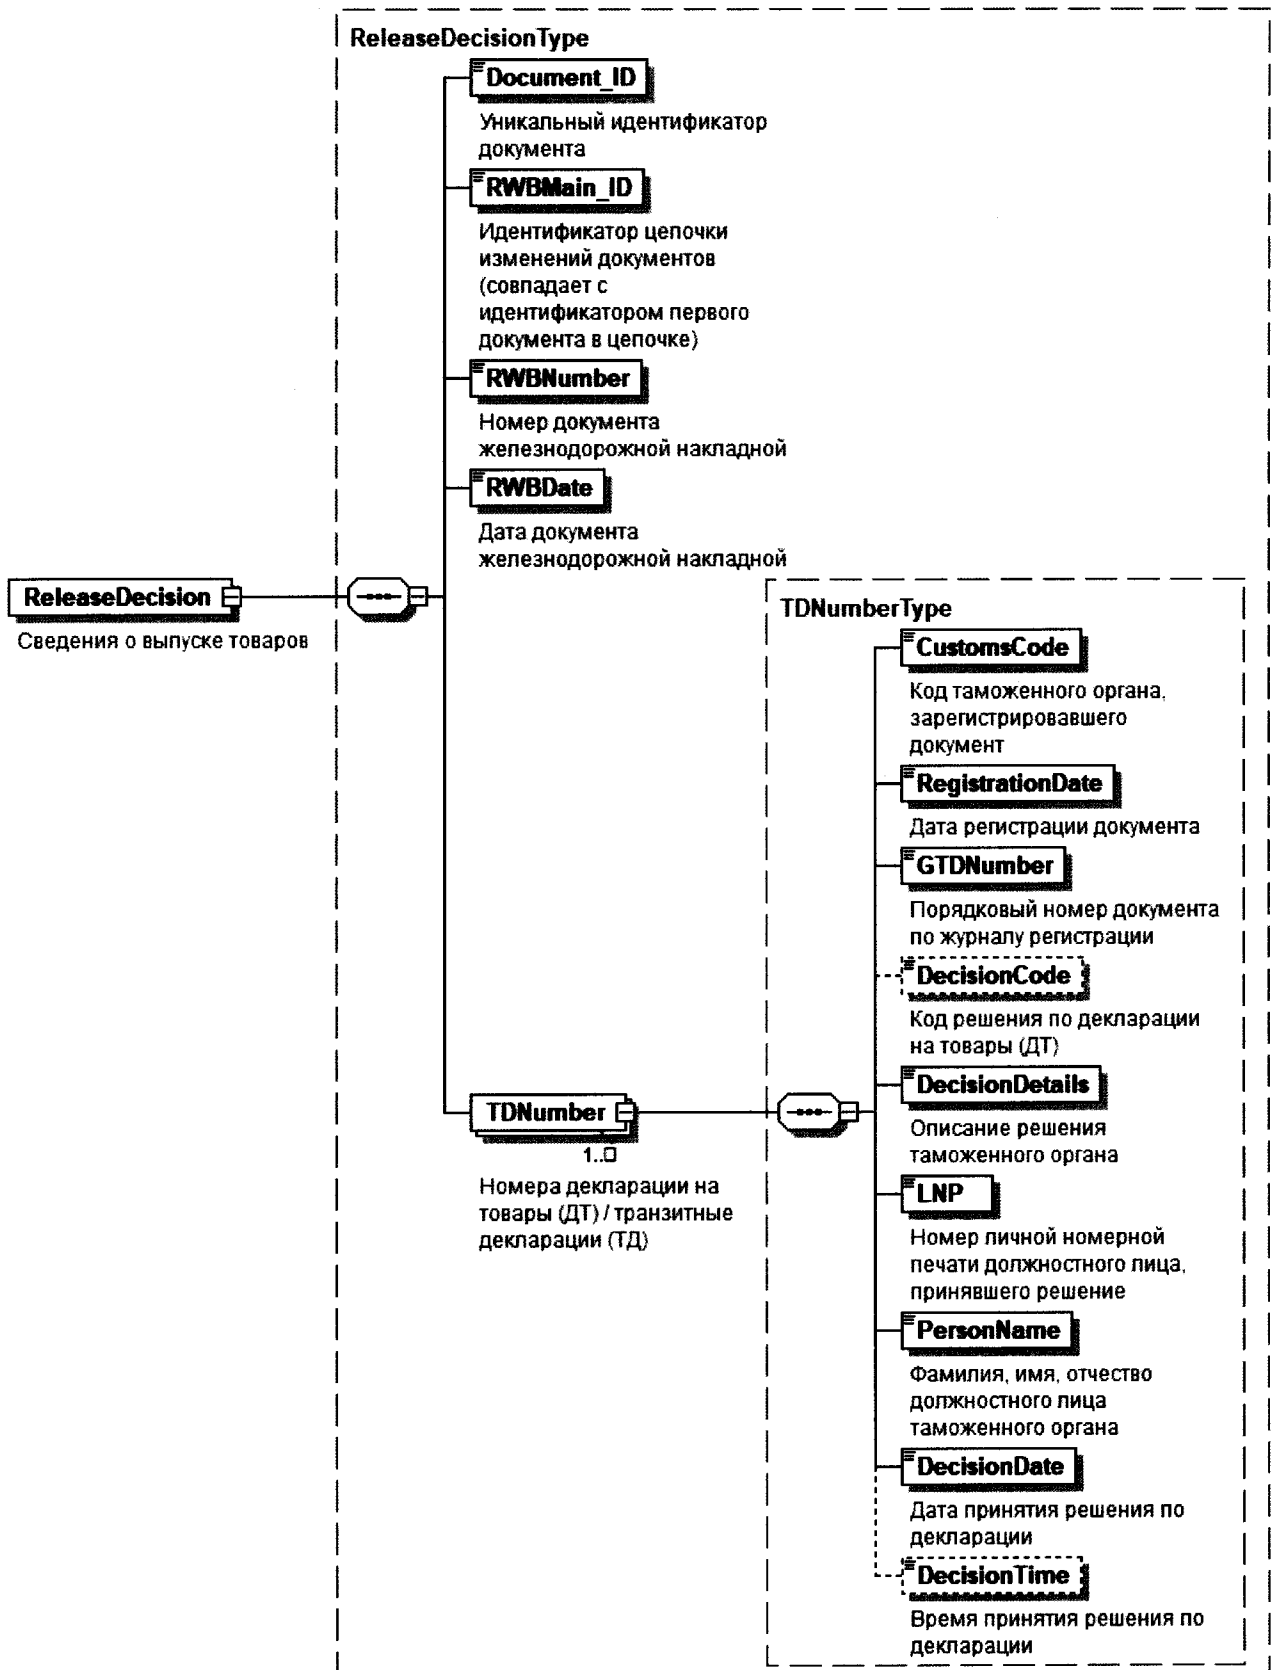 ReleaseDecisionType
Document_ID
Уникальный идентификатор
документа
RWBMain_ID
Идентификатор цепочки
изменений документов
(совпадает с
идентификатором первого
документа в цепочке)
RWBNumber
Номер документа
железнодорожной накладной
RWBDate
Дата документа
железнодорожной накладной
ReleaseDecision
Сведения о выпуске товаров
TDNumber
1..□
Номера декларации на
товары (ДТ) / транзитные
декларации (ТД)
TDNumberType
CustomsCode
Код таможенного органа,
зарегистрировавшего
документ
RegistrationDate
Дата регистрации документа
GTDNumber
Порядковый номер документа
по журналу регистрации
DecisionCode
Код решения по декларации
на товары (ДТ)
DecisionDetails
Описание решения
таможенного органа
LNP
Номер личной номерной
печати должностного лица,
принявшего решение
PersonName
Фамилия, имя, отчество
должностного лица
таможенного органа
DecisionDate
Дата принятия решения по
декларации
DecisionTime
Время принятия решения по
декларации